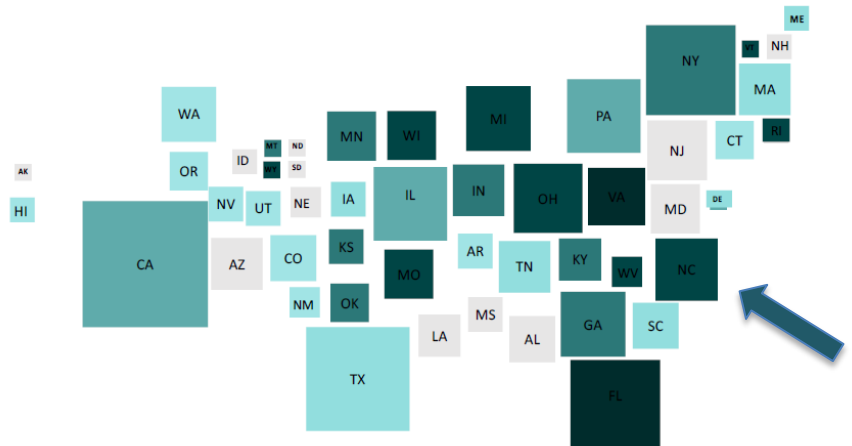 ME
NY
VT
NH
WA
MT
ND
MN
WI
MI
PA
MA
AK
ID
WY
SD
OR
NJ
CT
RI
HI
NV
UT
NE
IA
IL
IN
OH
VA
MD
DE
CA
AZ
CO
KS
MO
AR
TN
KY
WV
NC
NM
OK
LA
MS
AL
GA
SC
TX
FL